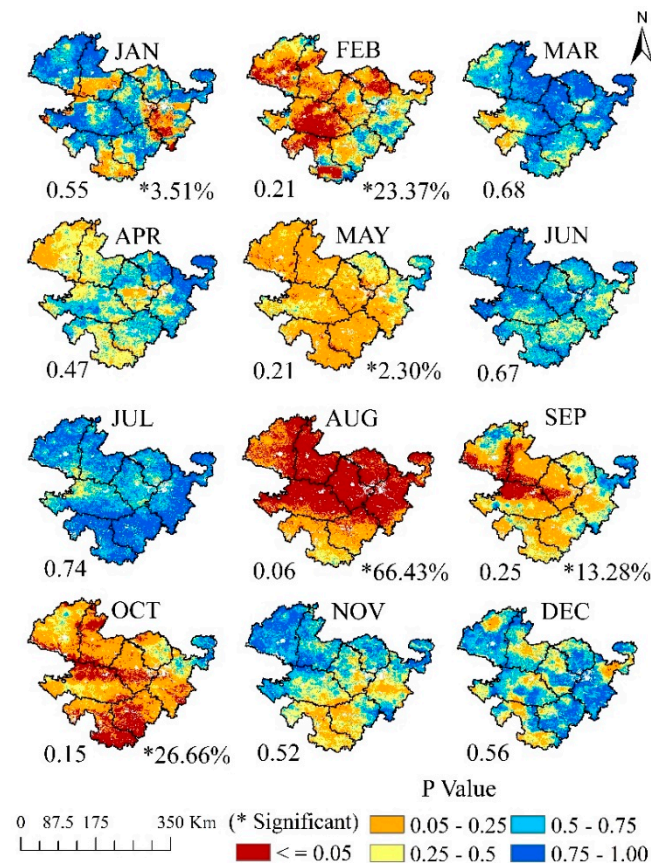 N
JAN FEB MAR
0.55 *3.51% 0.21 *23.37% 0.68
APR MAY JUN
0.47 0.21 *2.30% 0.67
JUL AUG SEP
0.74 0.06 *66.43% 0.25 *13.28%
OCT NOV DEC
0.15 *26.66% 0.52 0.56
P Value
0 87.5 175 350 Km (* Significant) 0.05 - 0.25 0.5 - 0.75
< = 0.05 0.25 - 0.5 0.75 - 1.00